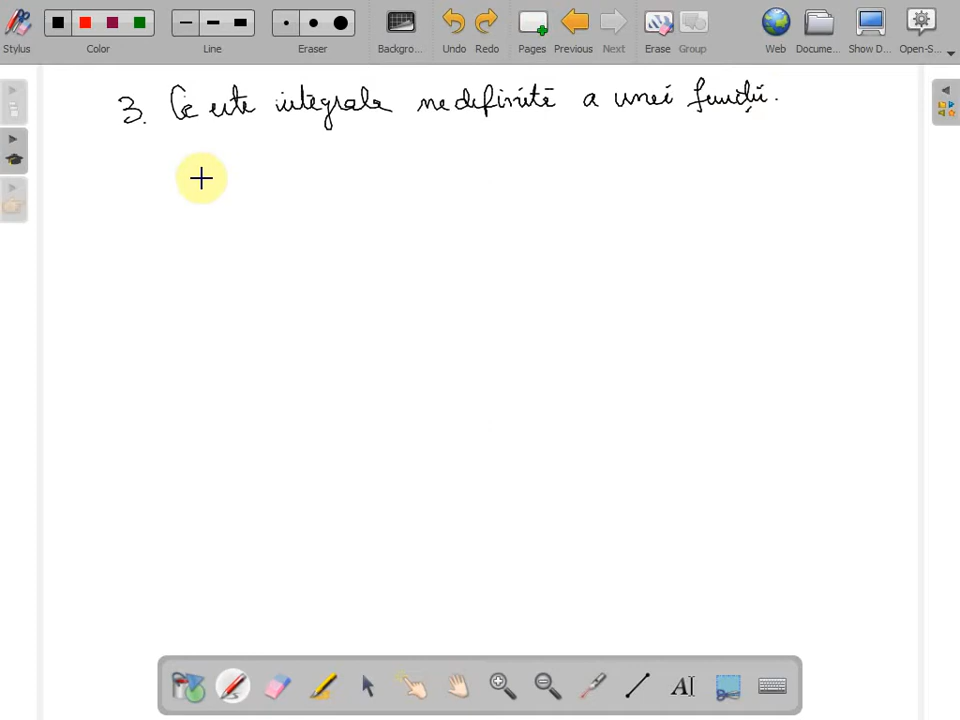 Stylus
Color
Line
Eraser
Backgro...
Undo
Redo
Pages
Previous
Next
Erase
Group
Web
Docume...
Show D...
Open-S...
3. Ce este integrala nedefinită a unei funcții.
A